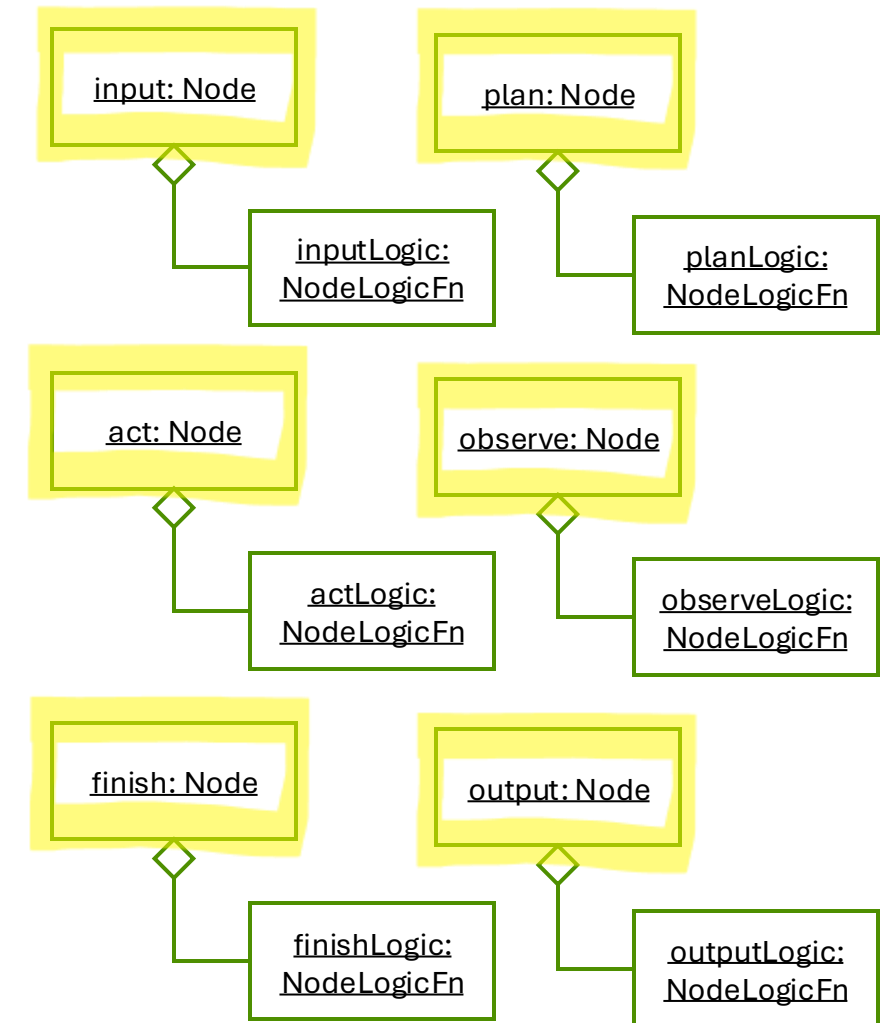 input: Node
plan: Node
inputLogic:
NodeLogicFn
planLogic:
NodeLogicFn
act: Node
observe: Node
actLogic:
NodeLogicFn
observeLogic:
NodeLogicFn
finish: Node
output: Node
finishLogic:
NodeLogicFn
outputLogic:
NodeLogicFn